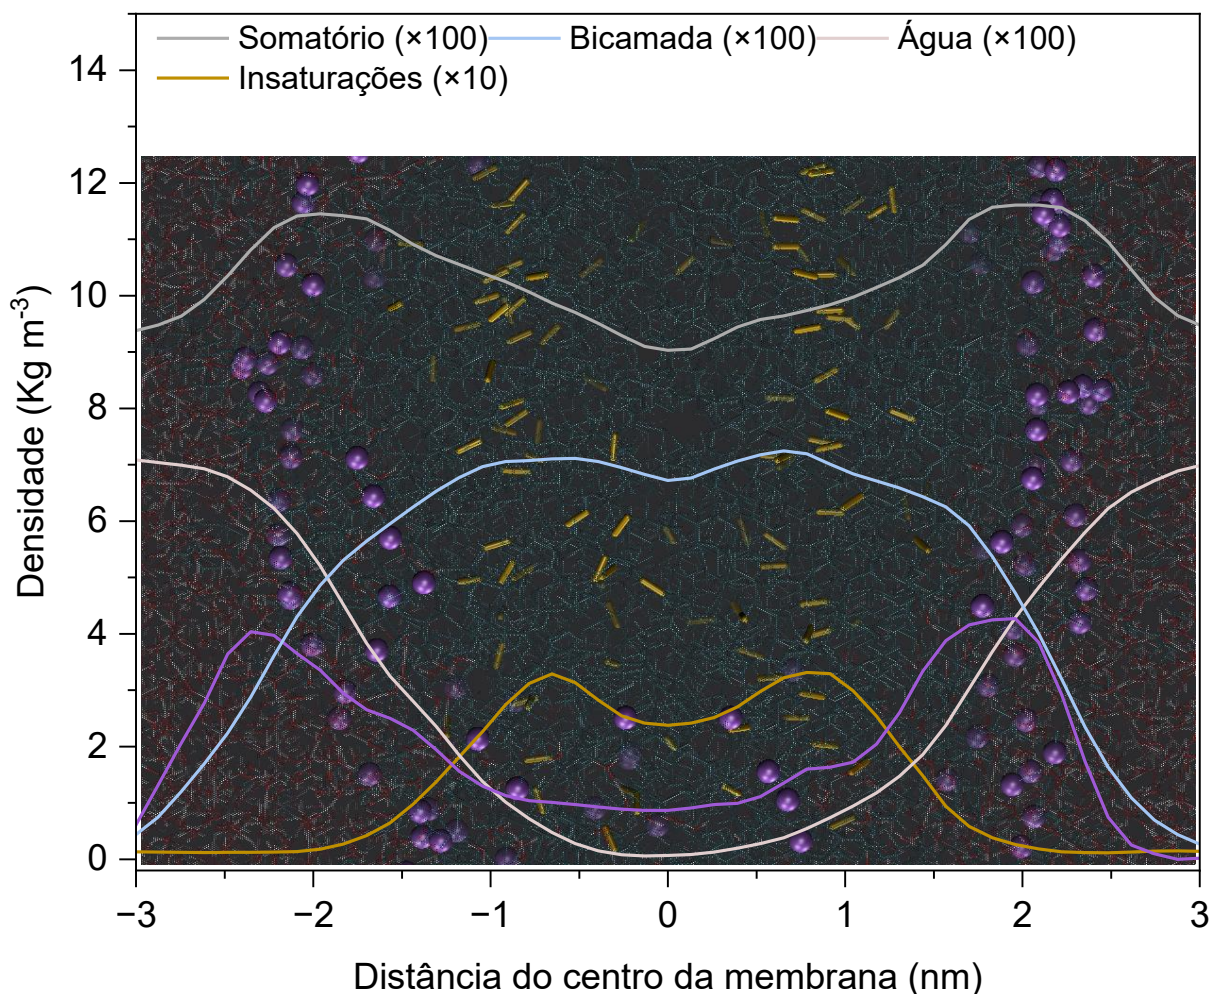 Somatório (×100) Bicamada (×100) Água (×100)
Insaturações (×10)
14
12
10
8
6
4
2
0
Densidade (Kg m-3)
−3 −2 −1 0 1 2 3
Distância do centro da membrana (nm)